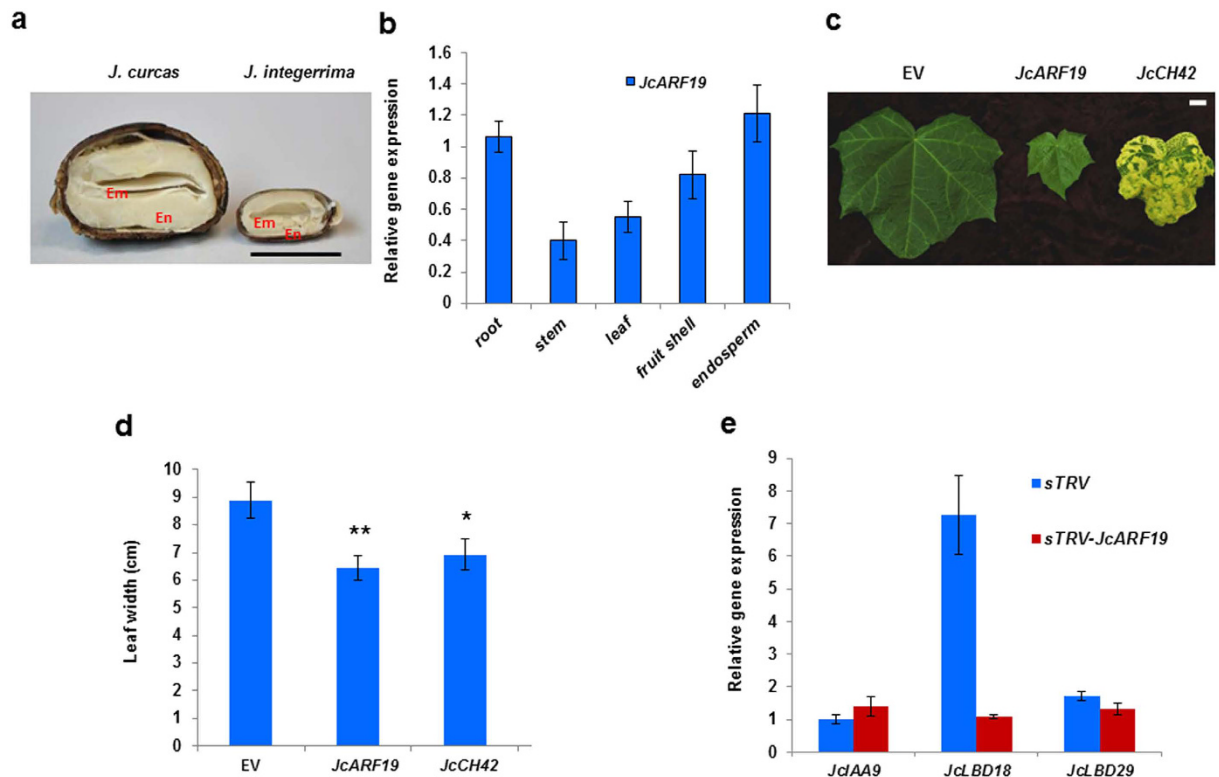 a
J. curcas J. integerrima
Em
En
Em
En
b
Relative gene expression
1.6
1.4
1.2
1
0.8
0.6
0.4
0.2
0
JcARF19
root
stem
leaf
fruit shell
endosperm
c
EV JcARF19 JcCH42
d
Leaf width (cm)
10
9
8
7
6
5
4
3
2
1
0
**
*
EV JcARF19 JcCH42
e
Relative gene expression
9
8
7
6
5
4
3
2
1
0
sTRV
sTRV-JcARF19
JcIAA9 JcLBD18 JcLBD29